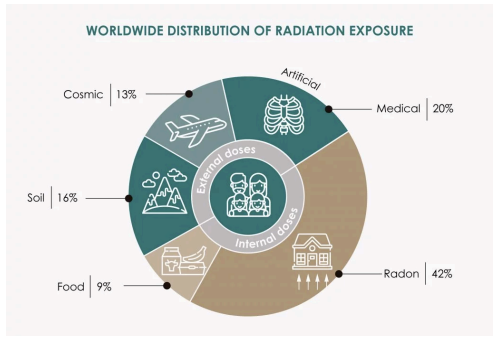 WORLDWIDE DISTRIBUTION OF RADIATION EXPOSURE
Artificial
Cosmic 13%
Medical 20%
External doses
Soil 16%
Internal doses
Radon 42%
Food 9%